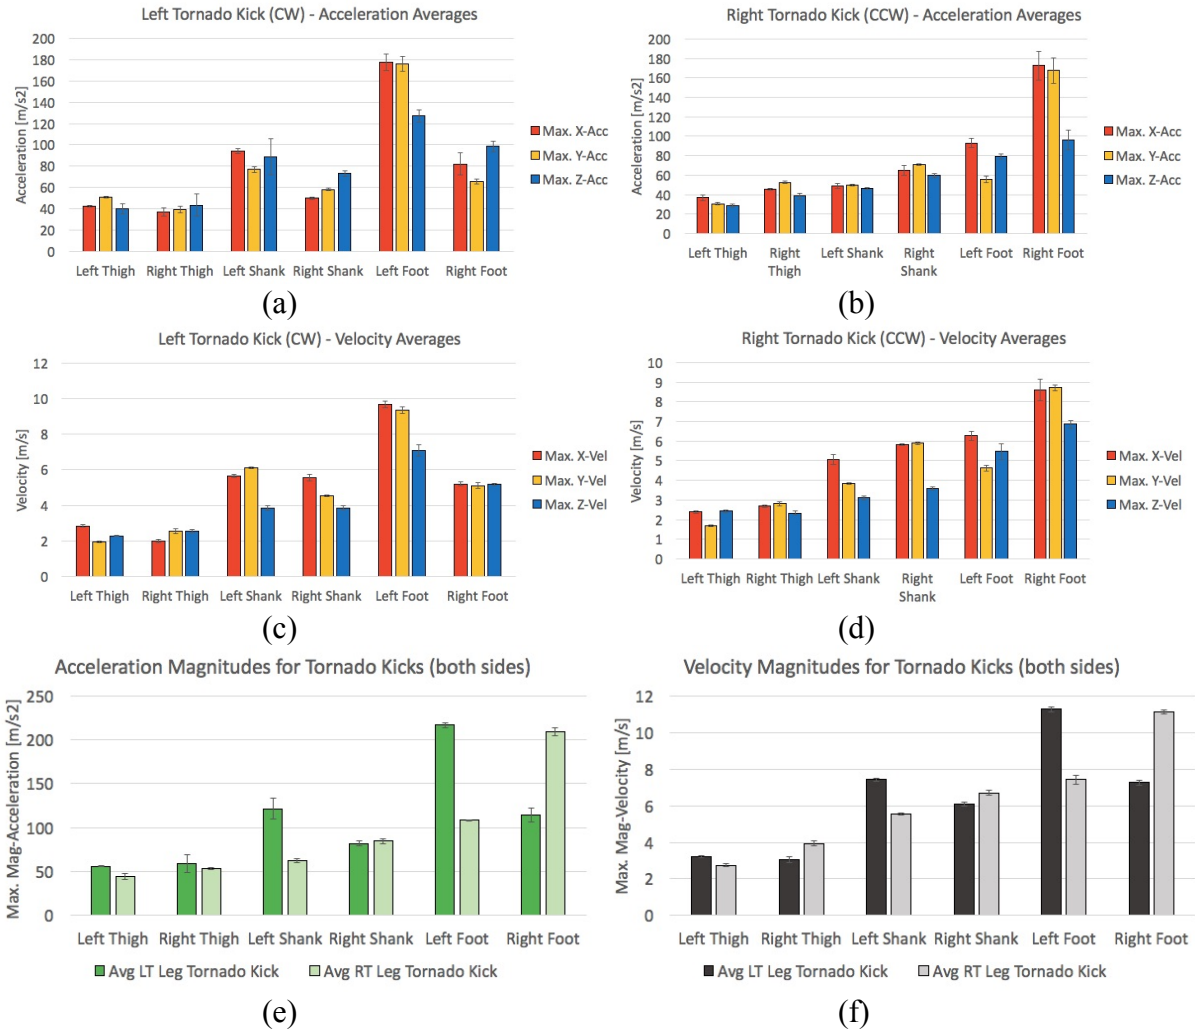 Left Tornado Kick (CW) - Acceleration Averages
Acceleration [m/s2]
200
180
160
140
120
100
80
60
40
20
0
Left Thigh Right Thigh Left Shank Right Shank Left Foot Right Foot
Max. X-Acc
Max. Y-Acc
Max. Z-Acc
(a)
Right Tornado Kick (CCW) - Acceleration Averages
Acceleration [m/s2]
200
180
160
140
120
100
80
60
40
20
0
Left Thigh Right Thigh Left Shank Right Shank Left Foot Right Foot
Max. X-Acc
Max. Y-Acc
Max. Z-Acc
(b)
Left Tornado Kick (CW) - Velocity Averages
Velocity [m/s]
12
10
8
6
4
2
0
Left Thigh Right Thigh Left Shank Right Shank Left Foot Right Foot
Max. X-Vel
Max. Y-Vel
Max. Z-Vel
(c)
Right Tornado Kick (CCW) - Velocity Averages
Velocity [m/s]
10
9
8
7
6
5
4
3
2
1
0
Left Thigh Right Thigh Left Shank Right Shank Left Foot Right Foot
Max. X-Vel
Max. Y-Vel
Max. Z-Vel
(d)
Acceleration Magnitudes for Tornado Kicks (both sides)
Max. Mag-Acceleration [m/s2]
250
200
150
100
50
0
Left Thigh Right Thigh Left Shank Right Shank Left Foot Right Foot
Avg LT Leg Tornado Kick Avg RT Leg Tornado Kick
(e)
Velocity Magnitudes for Tornado Kicks (both sides)
Max. Mag-Velocity [m/s]
12
10
8
6
4
2
0
Left Thigh Right Thigh Left Shank Right Shank Left Foot Right Foot
Avg LT Leg Tornado Kick Avg RT Leg Tornado Kick
(f)